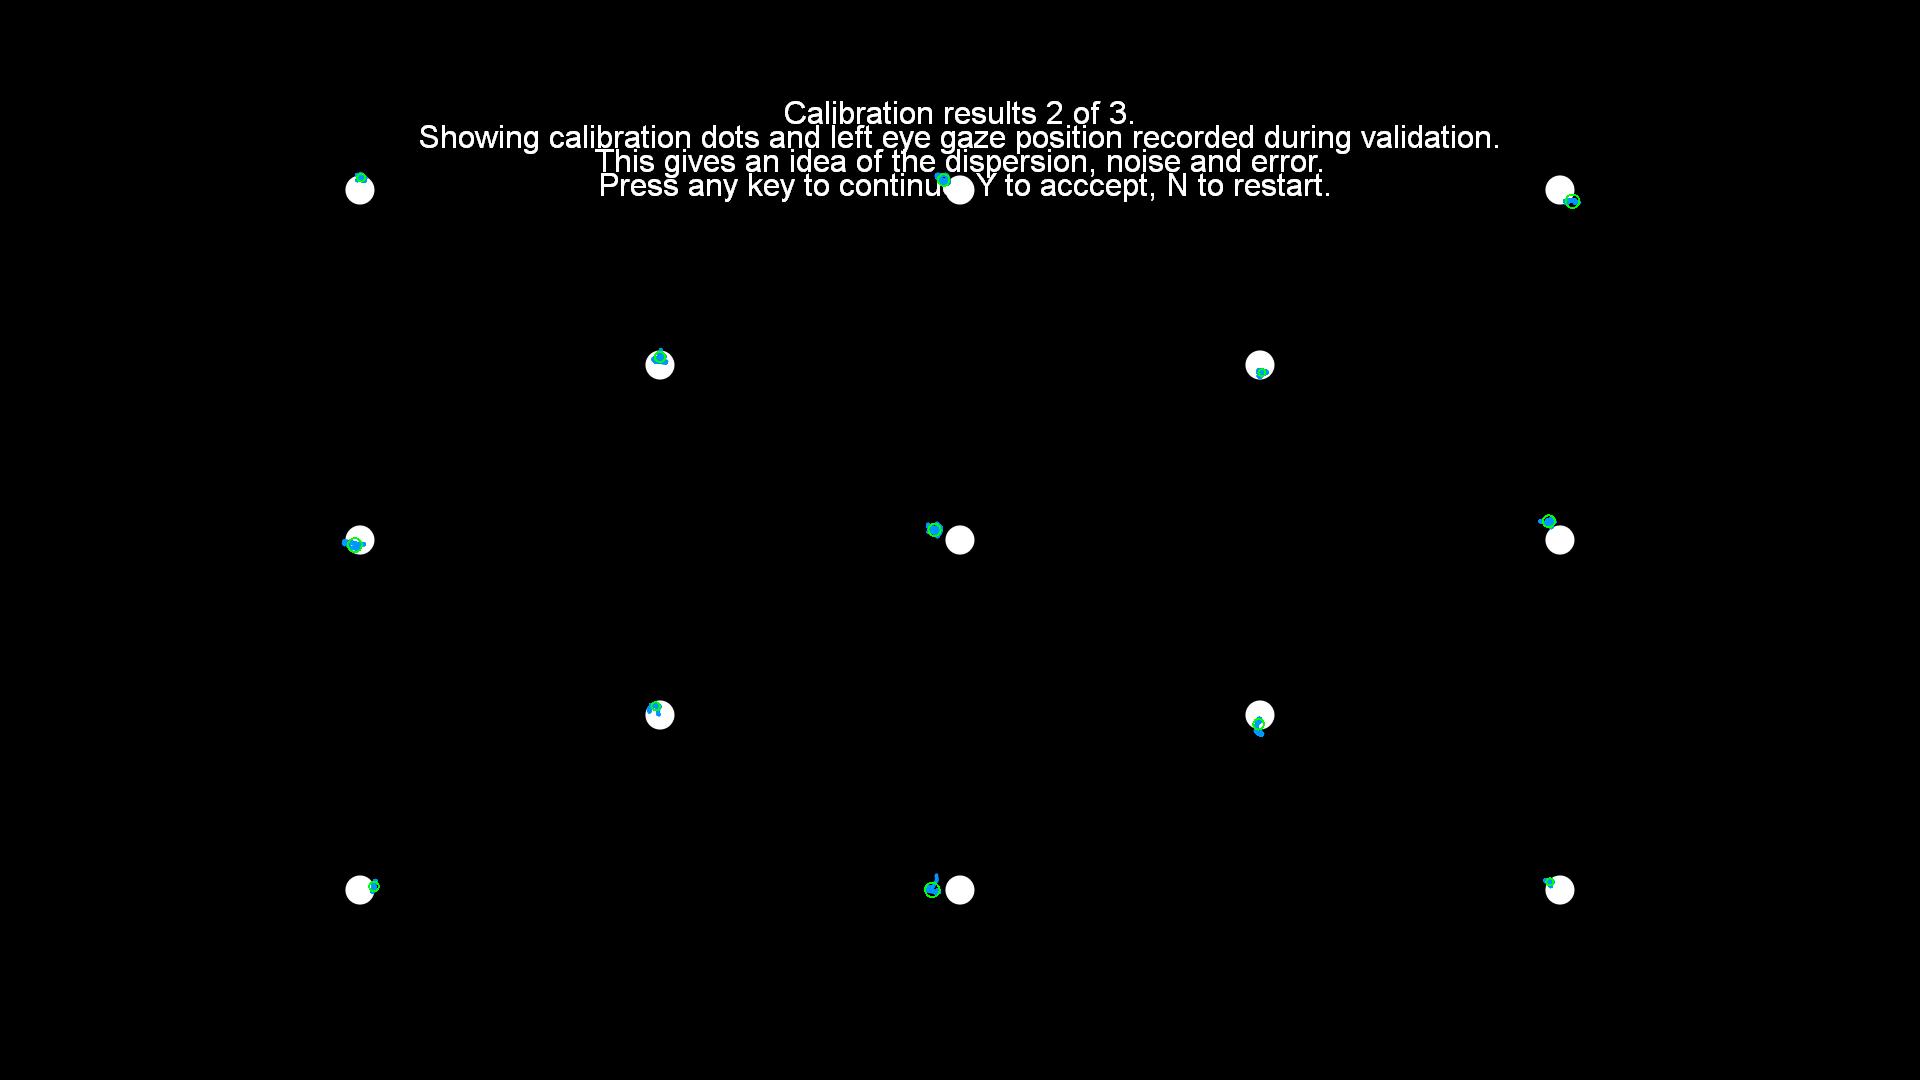 Calibration results 2 of 3.
Showing calibration dots and left eye gaze position recorded during validation.
This gives an idea of the dispersion, noise and error.
Press any key to continu Y to acccept, N to restart.